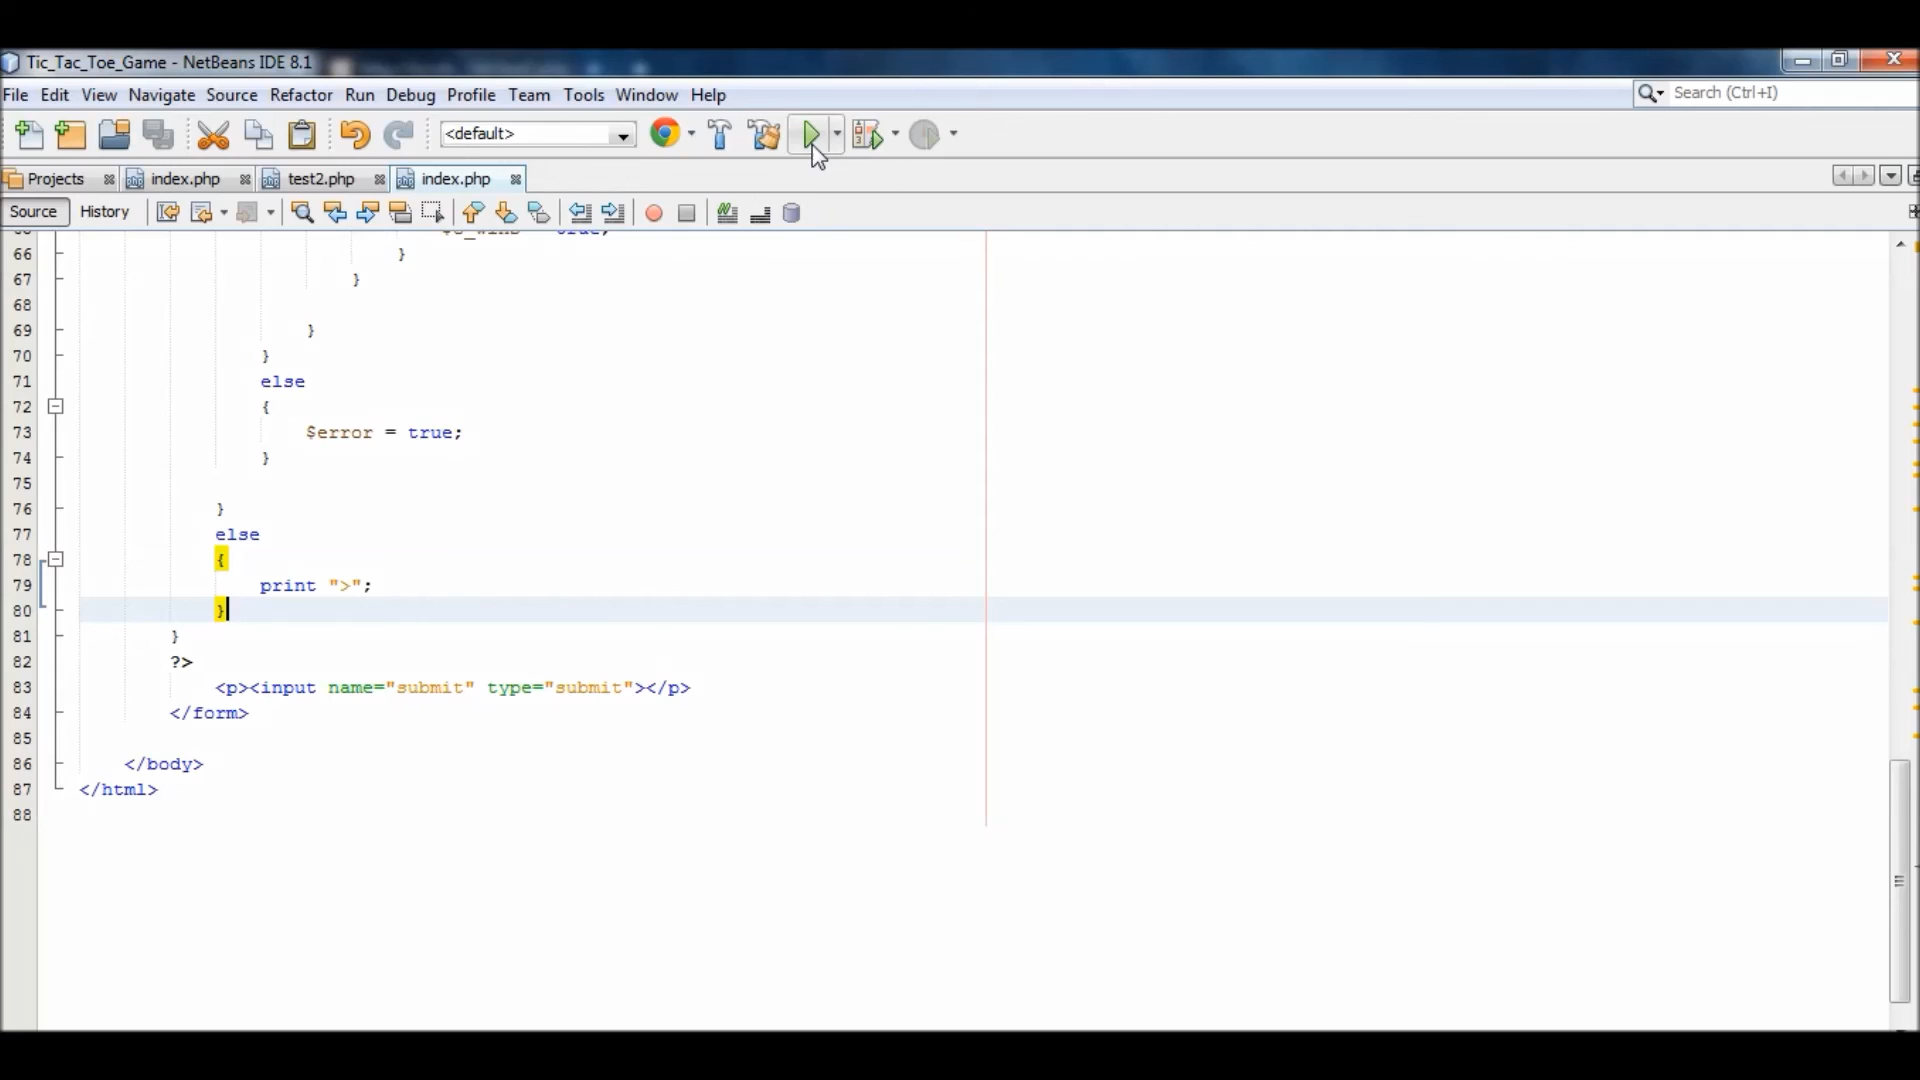 Tic_Tac_Toe_Game - NetBeans IDE 8.1
File Edit View Navigate Source Refactor Run Debug Profile Team Tools Window Help
Search (Ctrl+I)
<default>
Projects index.php test2.php index.php
Source History
66 }
67 }
68
69 }
70 }
71 else
72 {
73 $error = true;
74 }
75
76 }
77 else
78 {
79 print ">";
80 }
81 }
82 ?>
83 <p><input name="submit" type="submit"></p>
84 </form>
85
86 </body>
87 </html>
88